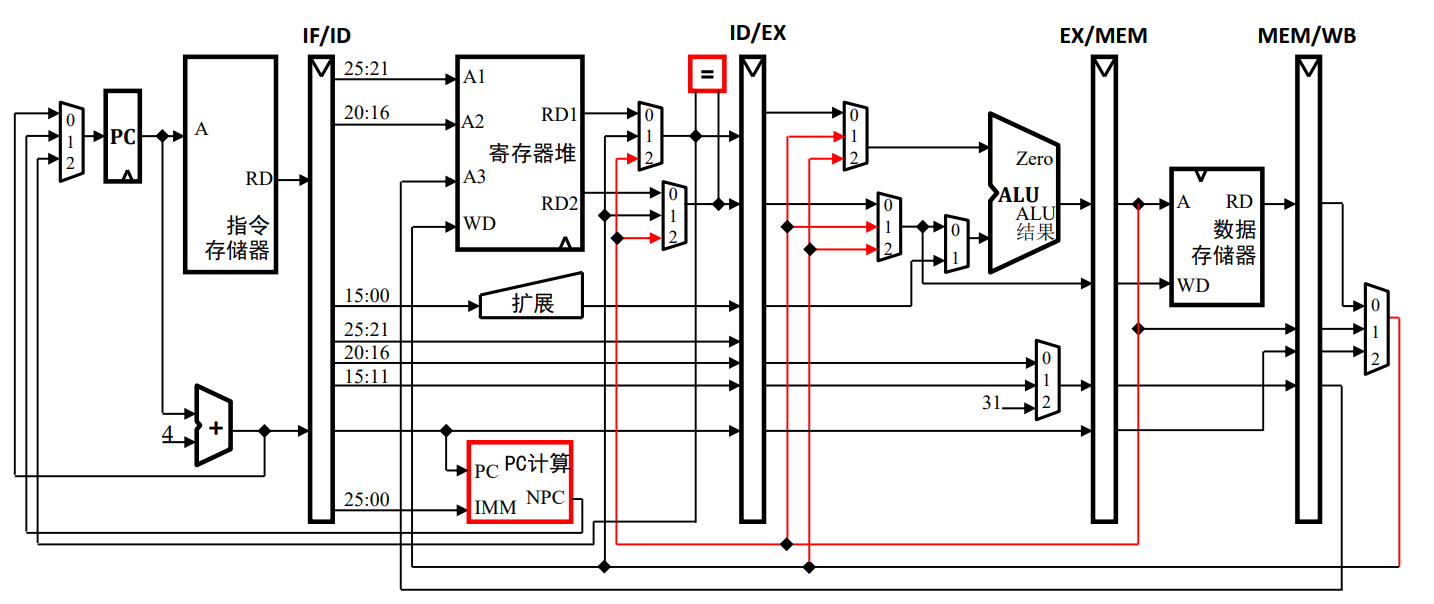 IF/ID
ID/EX
EX/MEM
MEM/WB
0
1
2
PC
A
RD
指令
存储器
4
+
25:21
20:16
15:00
25:21
20:16
15:11
25:00
A1
A2
A3
WD
RD1
RD2
寄存器堆
扩展
PC
PC计算
IMM
NPC
0
1
2
0
1
2
=
0
1
2
0
1
2
0
1
Zero
ALU
ALU
结果
31
0
1
2
A
RD
数据
存储器
WD
0
1
2